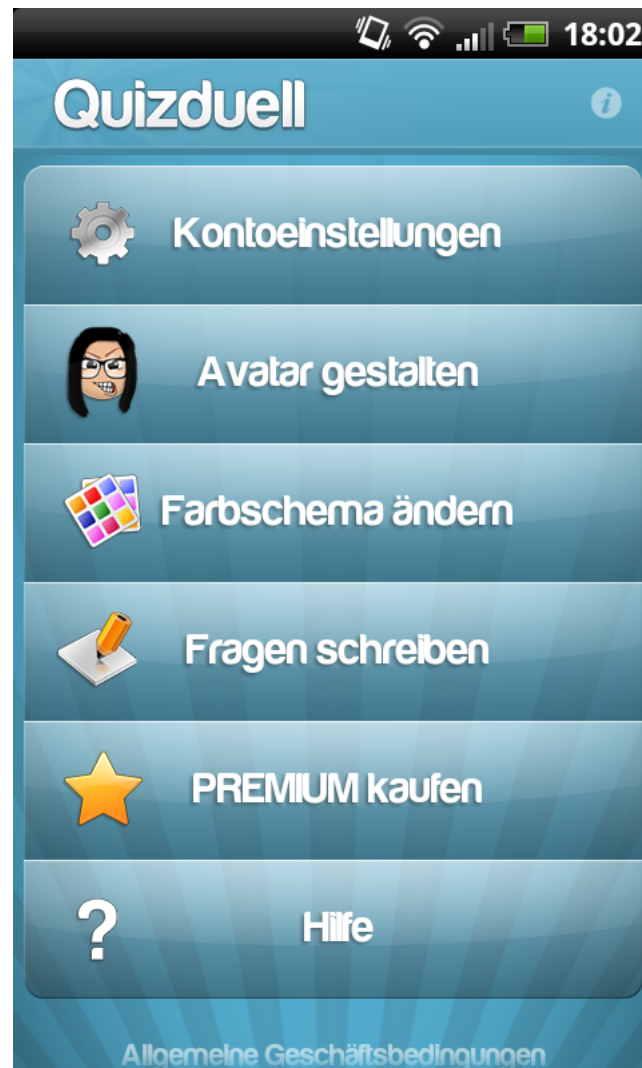 18:02
Quizduell
i
Kontoeinstellungen
Avatar gestalten
Farbschema ändern
Fragen schreiben
PREMIUM kaufen
?
Hilfe
Allgemeine Geschäftsbedingungen